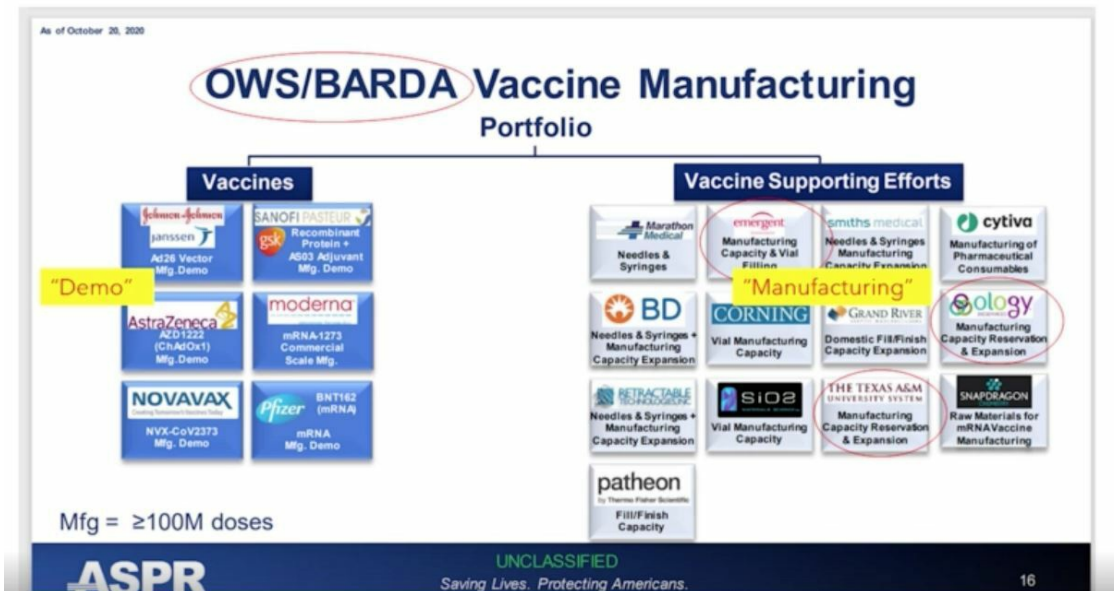 As of October 20, 2020
OWS/BARDA Vaccine Manufacturing
Portfolio
Vaccines
Johnson & Johnson
janssen
Ad26 Vector
Mfg. Demo
SANOFI PASTEUR
gsk
Recombinant
Protein +
AS03 Adjuvant
Mfg. Demo
"Demo"
AstraZeneca
AZD1222
(ChAdOx1)
Mfg. Demo
moderna
mRNA-1273
Commercial
Scale Mfg.
NOVAVAX
Creating Tomorrow's Vaccines Today
NVX-CoV2373
Mfg. Demo
Pfizer
BNT162
(mRNA)
mRNA
Mfg. Demo
Mfg = ≥100M doses
Vaccine Supporting Efforts
Marathon
Medical
Needles &
Syringes
emergent
Manufacturing
Capacity & Vial
Filling
smiths medical
Needles & Syringes
Manufacturing
Capacity Expansion
cytiva
Manufacturing of
Pharmaceutical
Consumables
"Manufacturing"
BD
Needles & Syringes +
Manufacturing
Capacity Expansion
CORNING
Vial Manufacturing
Capacity
GRAND RIVER
Domestic Fill/Finish
Capacity Expansion
ology
Manufacturing
Capacity Reservation
& Expansion
RETRACTABLE
TECHNOLOGIES, INC.
Needles & Syringes +
Manufacturing
Capacity Expansion
SiO2
Vial Manufacturing
Capacity
THE TEXAS A&M
UNIVERSITY SYSTEM
Manufacturing
Capacity Reservation
& Expansion
SNAPDRAGON
CHEMISTRY
Raw Materials for
mRNA Vaccine
Manufacturing
patheon
by Thermo Fisher Scientific
Fill/Finish
Capacity
ASPR
UNCLASSIFIED
Saving Lives. Protecting Americans.
16